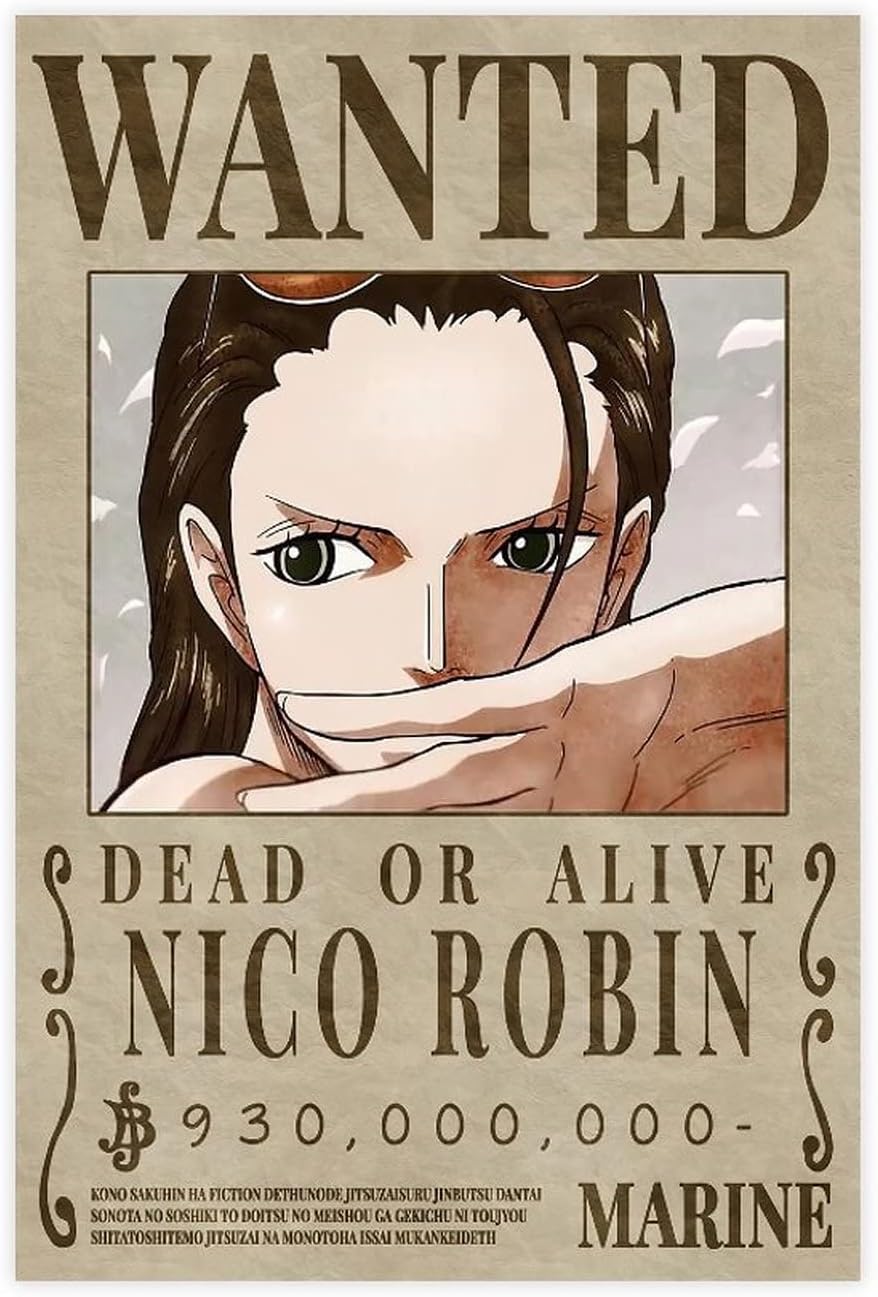 WANTED
DEAD OR ALIVE
NICO ROBIN
฿930,000,000-
KONO SAKUHIN HA FICTION DETHUNODE JITSUZAISURU JINBUTSU DANTAI
SONOTA NO SOSHIKI TO DOITSU NO MEISHOU GA GEKICHU NI TOUJYOU
SHITATOSHITEMO JITSUZAI NA MONOTOHA ISSAI MUKANKEIDETH
MARINE